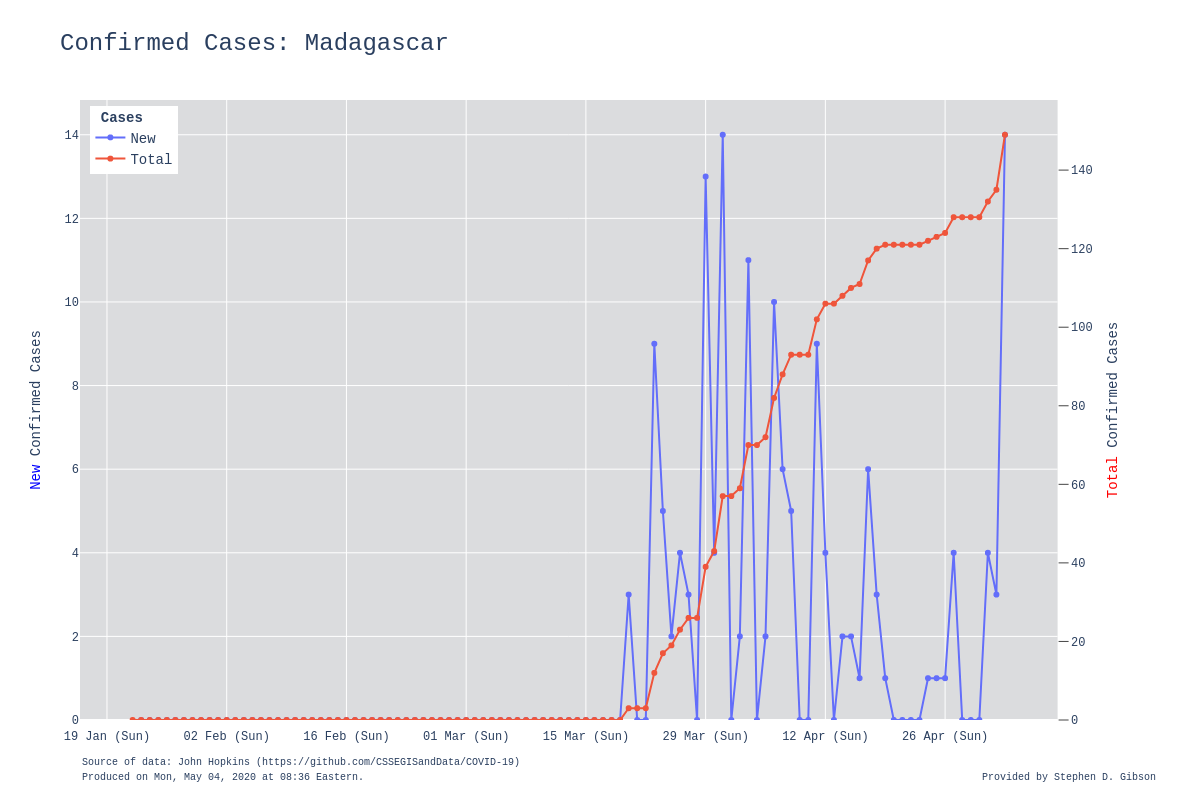 Confirmed Cases: Madagascar
Cases
New
Total
14
12
10
8
6
4
2
0
140
120
100
80
60
40
20
0
New Confirmed Cases
Total Confirmed Cases
19 Jan (Sun) 02 Feb (Sun) 16 Feb (Sun) 01 Mar (Sun) 15 Mar (Sun) 29 Mar (Sun) 12 Apr (Sun) 26 Apr (Sun)
Source of data: John Hopkins (https://github.com/CSSEGISandData/COVID-19)
Produced on Mon, May 04, 2020 at 08:36 Eastern.
Provided by Stephen D. Gibson